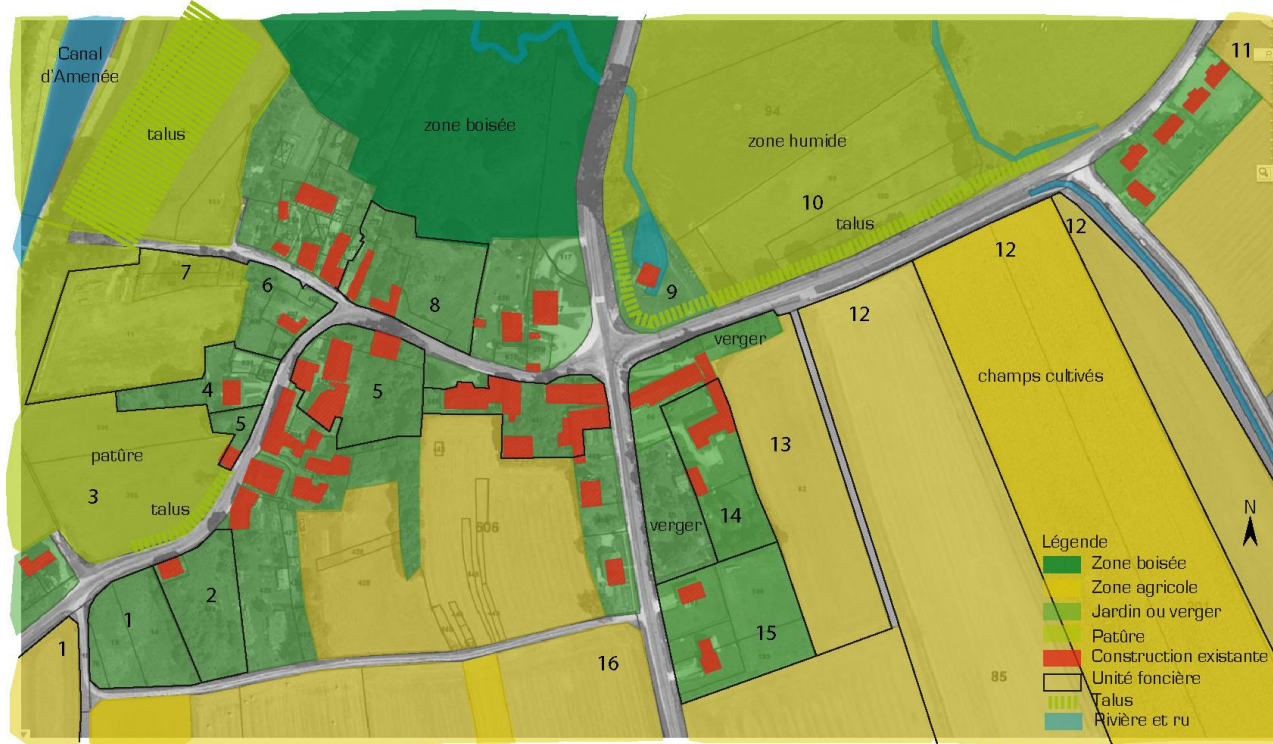 Canal
d'Amenée
talus
zone boisée
zone humide
94
10
talus
11
12
12
12
7
6
8
9
verger
champs cultivés
4
5
5
patûre
3
talus
606
13
verger
14
2
1
1
15
16
85
N
Légende
Zone boisée
Zone agricole
Jardin ou verger
Patûre
Construction existante
Unité foncière
Talus
Rivière et ru